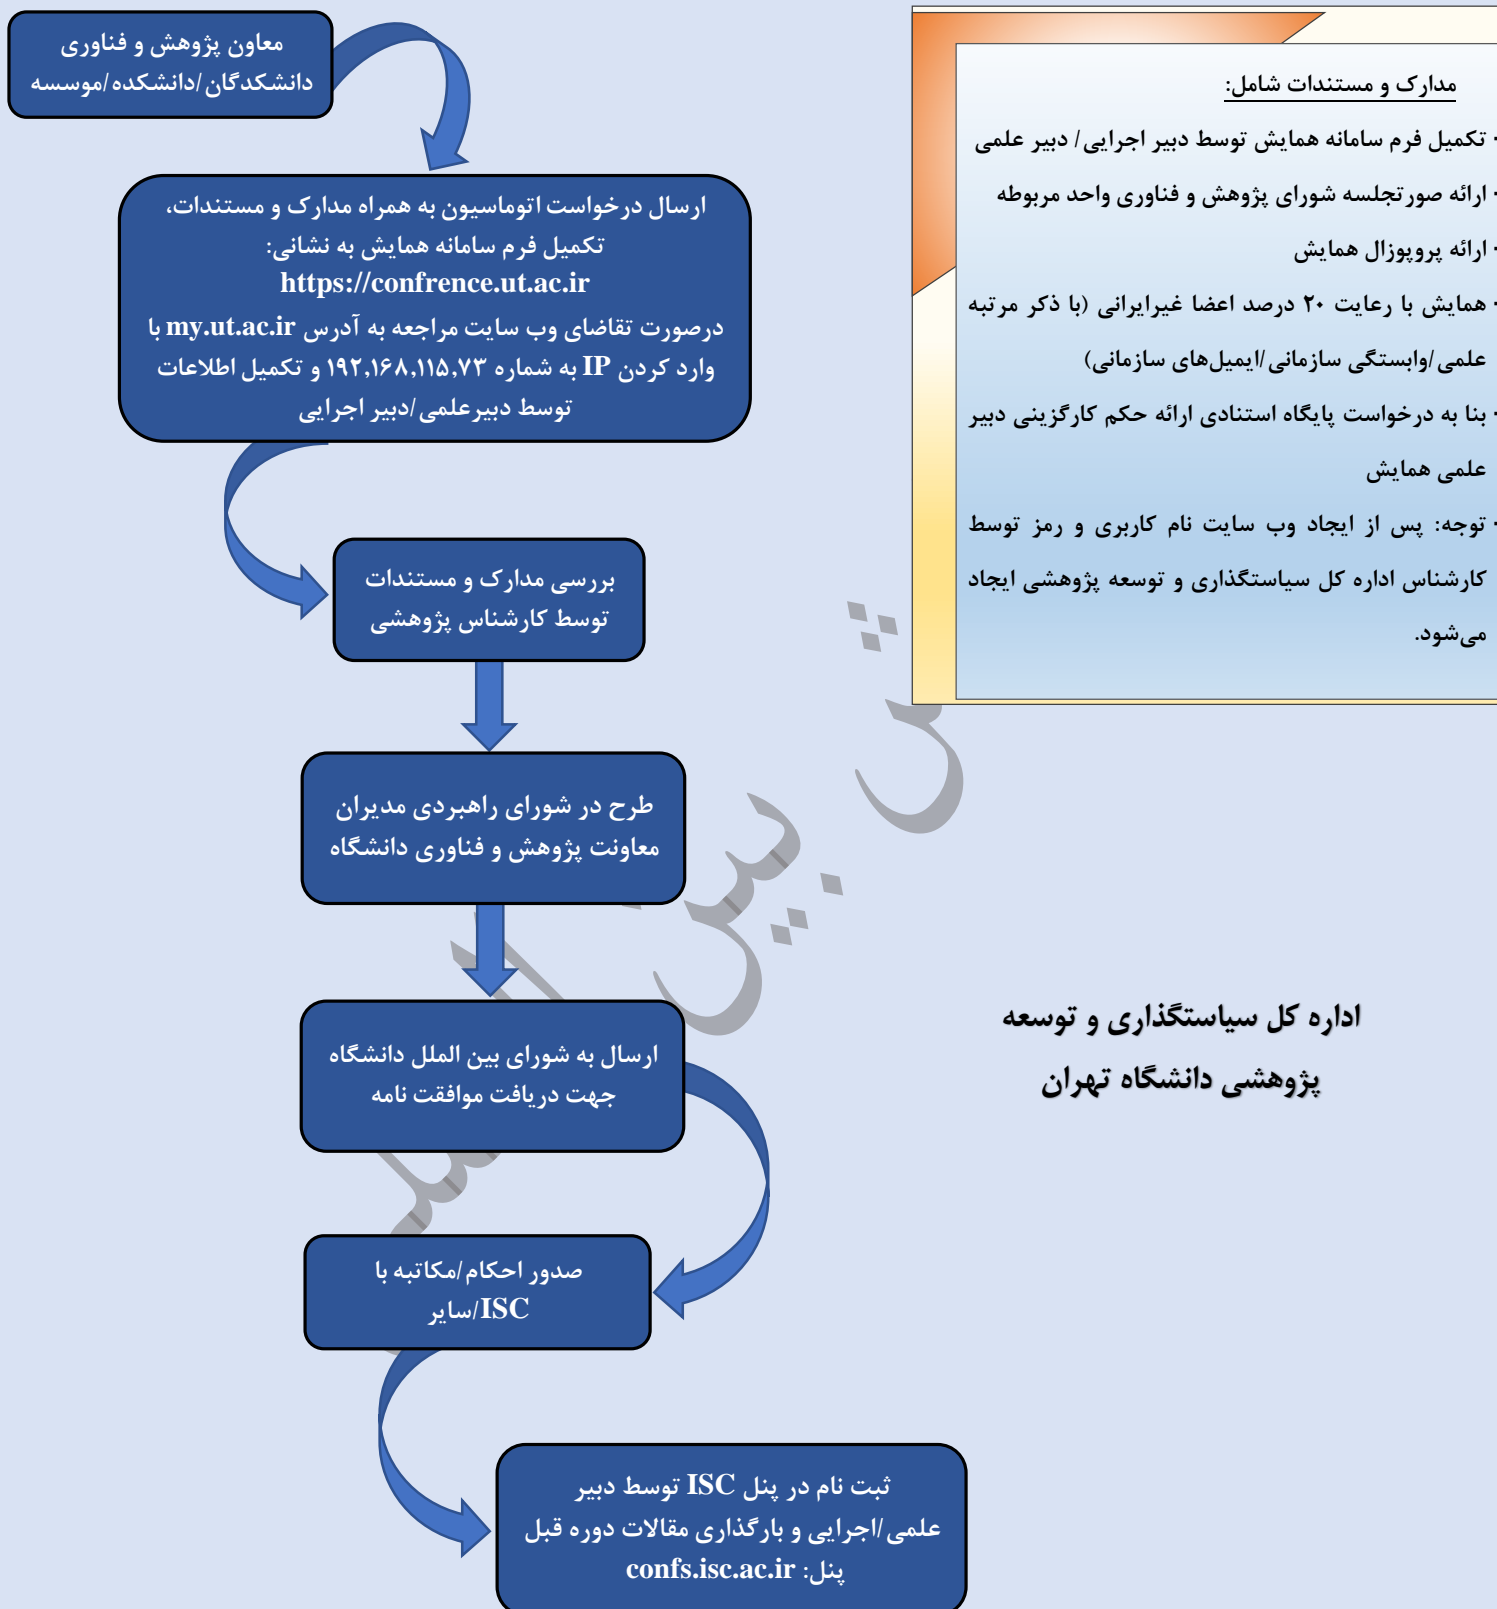 معاون پژوهش و فناوری
دانشکدگان/دانشکده/موسسه
ارسال درخواست اتوماسیون به همراه مدارک و مستندات،
تکمیل فرم سامانه همایش به نشانی:
https://confrence.ut.ac.ir
درصورت تقاضای وب سایت مراجعه به آدرس my.ut.ac.ir با
وارد کردن IP به شماره ۱۹۲,۱۶۸,۱۱۵,۷۳ و تکمیل اطلاعات
توسط دبیرعلمی/دبیر اجرایی
بررسی مدارک و مستندات
توسط کارشناس پژوهشی
طرح در شورای راهبردی مدیران
معاونت پژوهش و فناوری دانشگاه
ارسال به شورای بین الملل دانشگاه
جهت دریافت موافقت نامه
صدور احکام/مکاتبه با
ISC/سایر
ثبت نام در پنل ISC توسط دبیر
علمی/اجرایی و بارگذاری مقالات دوره قبل
پنل: confs.isc.ac.ir
مدارک و مستندات شامل:
· تکمیل فرم سامانه همایش توسط دبیر اجرایی/ دبیر علمی
· ارائه صورتجلسه شورای پژوهش و فناوری واحد مربوطه
· ارائه پروپوزال همایش
· همایش با رعایت ۲۰ درصد اعضا غیرایرانی (با ذکر مرتبه
علمی/وابستگی سازمانی/ایمیل‌های سازمانی)
· بنا به درخواست پایگاه استنادی ارائه حکم کارگزینی دبیر
علمی همایش
· توجه: پس از ایجاد وب سایت نام کاربری و رمز توسط
کارشناس اداره کل سیاستگذاری و توسعه پژوهشی ایجاد
می‌شود.
اداره کل سیاستگذاری و توسعه
پژوهشی دانشگاه تهران